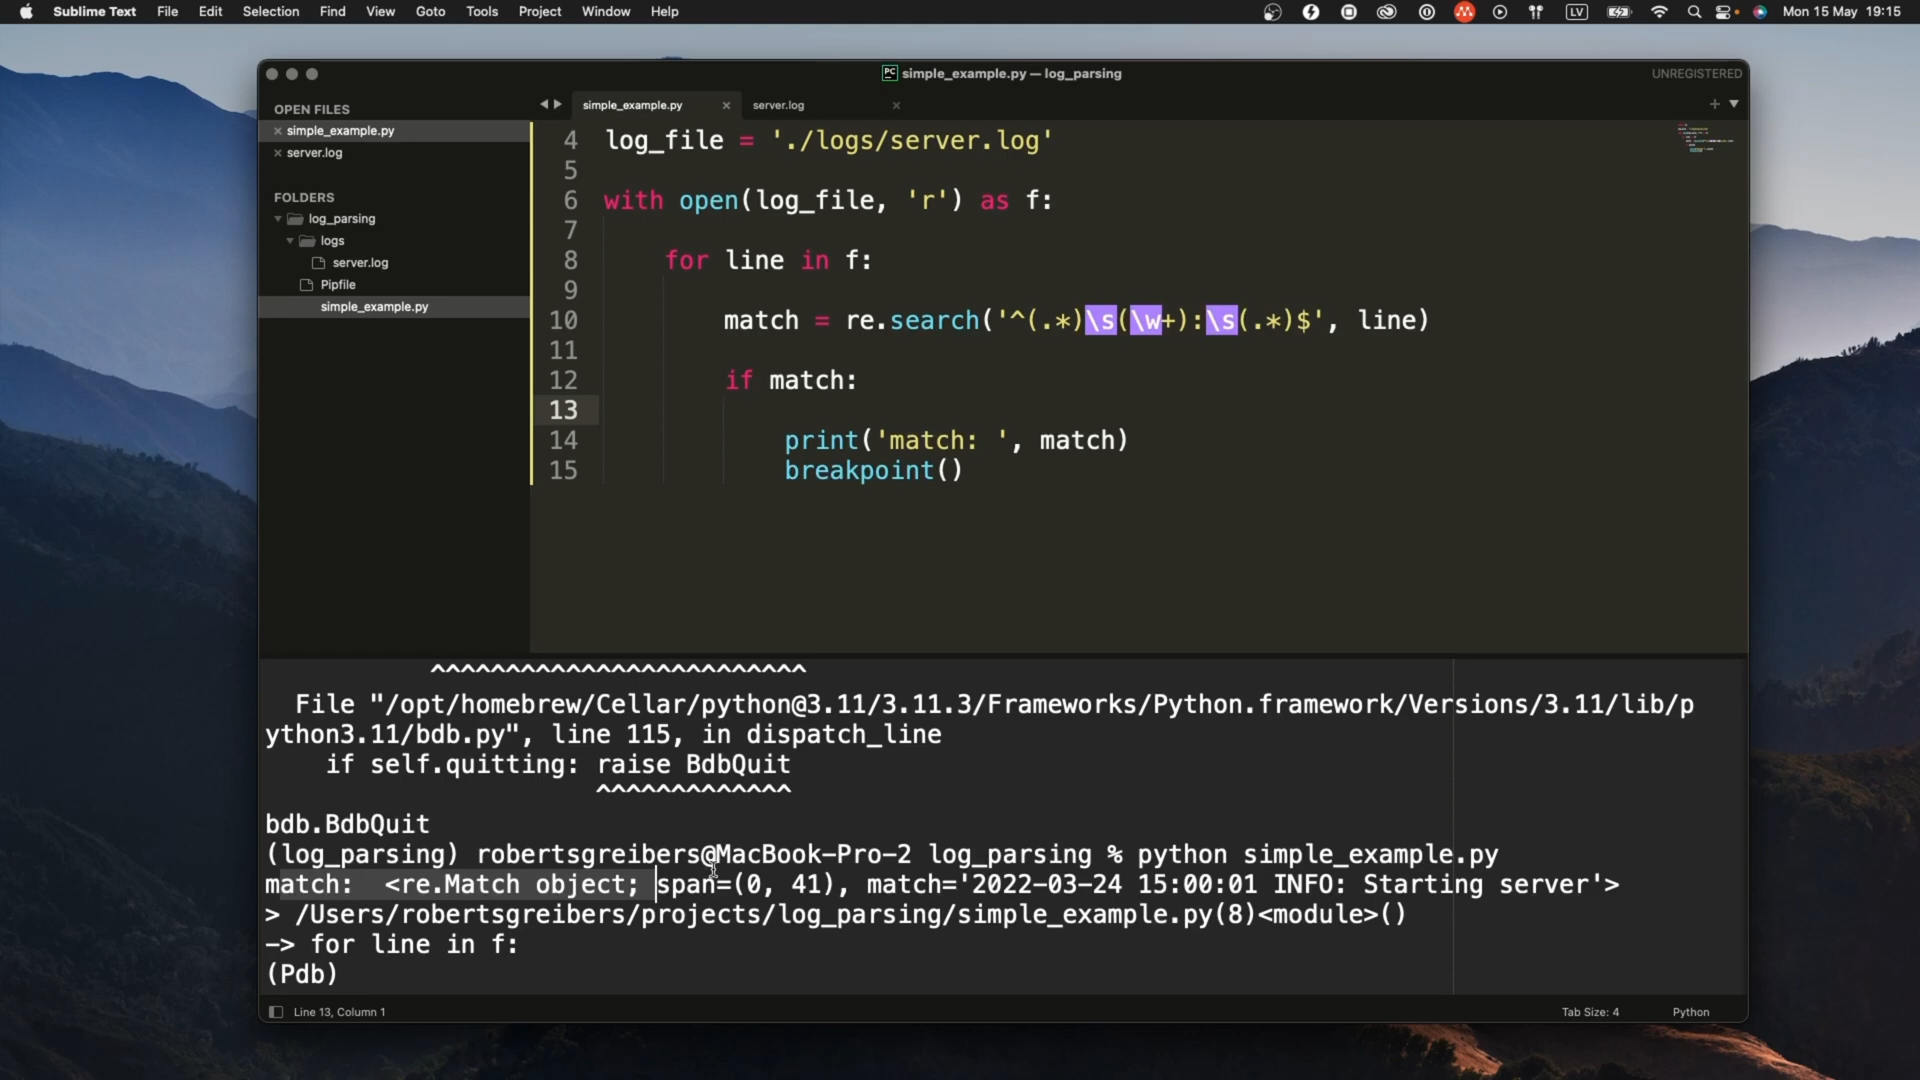 Sublime Text File Edit Selection Find View Goto Tools Project Window Help LV Mon 15 May 19:15
PC simple_example.py — log_parsing UNREGISTERED
OPEN FILES
simple_example.py
server.log
FOLDERS
log_parsing
logs
server.log
Pipfile
simple_example.py
simple_example.py server.log
4 log_file = './logs/server.log'
5
6 with open(log_file, 'r') as f:
7
8 for line in f:
9
10 match = re.search('^(.*)\s(\w+):\s(.*)$', line)
11
12 if match:
13
14 print('match: ', match)
15 breakpoint()
^^^^^^^^^^^^^^^^^^^^^^^^^
File "/opt/homebrew/Cellar/python@3.11/3.11.3/Frameworks/Python.framework/Versions/3.11/lib/p
ython3.11/bdb.py", line 115, in dispatch_line
if self.quitting: raise BdbQuit
^^^^^^^^^^^^^
bdb.BdbQuit
(log_parsing) robertsgreibers@MacBook-Pro-2 log_parsing % python simple_example.py
match:  <re.Match object; span=(0, 41), match='2022-03-24 15:00:01 INFO: Starting server'>
> /Users/robertsgreibers/projects/log_parsing/simple_example.py(8)<module>()
-> for line in f:
(Pdb)
Line 13, Column 1 Tab Size: 4 Python